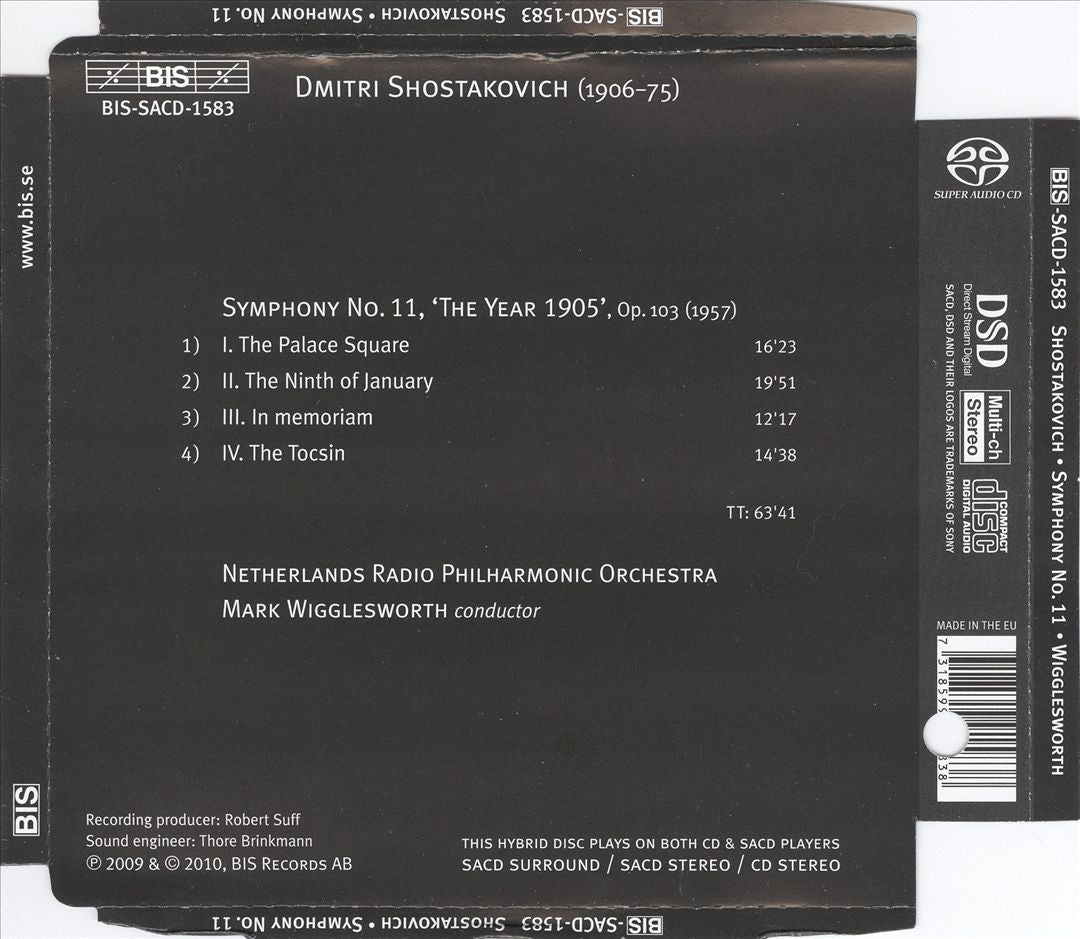 BIS-SACD-1583 SHOSTAKOVICH • SYMPHONY NO. 11
BIS
BIS-SACD-1583
DMITRI SHOSTAKOVICH (1906–75)
www.bis.se
SYMPHONY NO. 11, ‘THE YEAR 1905’, OP. 103 (1957)
1) I. The Palace Square 16'23
2) II. The Ninth of January 19'51
3) III. In memoriam 12'17
4) IV. The Tocsin 14'38
TT: 63'41
NETHERLANDS RADIO PHILHARMONIC ORCHESTRA
MARK WIGGLESWORTH conductor
BIS
Recording producer: Robert Suff
Sound engineer: Thore Brinkmann
℗ 2009 & © 2010, BIS RECORDS AB
THIS HYBRID DISC PLAYS ON BOTH CD & SACD PLAYERS
SACD SURROUND / SACD STEREO / CD STEREO
SUPER AUDIO CD
DSD
Direct Stream Digital
SACD, DSD AND THEIR LOGOS ARE TRADEMARKS OF SONY
Multi-ch
Stereo
COMPACT
disc
DIGITAL AUDIO
MADE IN THE EU
7 318599
838
BIS-SACD-1583 SHOSTAKOVICH • SYMPHONY NO. 11 • WIGGLESWORTH
BIS-SACD-1583 SHOSTAKOVICH • SYMPHONY NO. 11